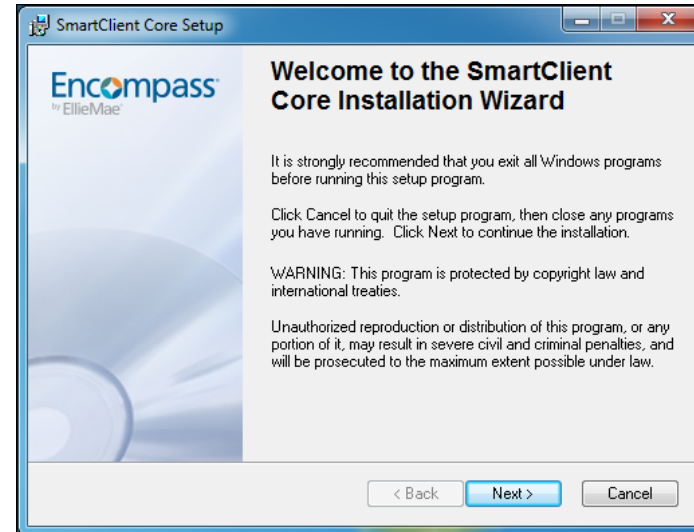 SmartClient Core Setup
Encompass
by EllieMae
Welcome to the SmartClient
Core Installation Wizard
It is strongly recommended that you exit all Windows programs
before running this setup program.
Click Cancel to quit the setup program, then close any programs
you have running. Click Next to continue the installation.
WARNING: This program is protected by copyright law and
international treaties.
Unauthorized reproduction or distribution of this program, or any
portion of it, may result in severe civil and criminal penalties, and
will be prosecuted to the maximum extent possible under law.
< Back Next > Cancel